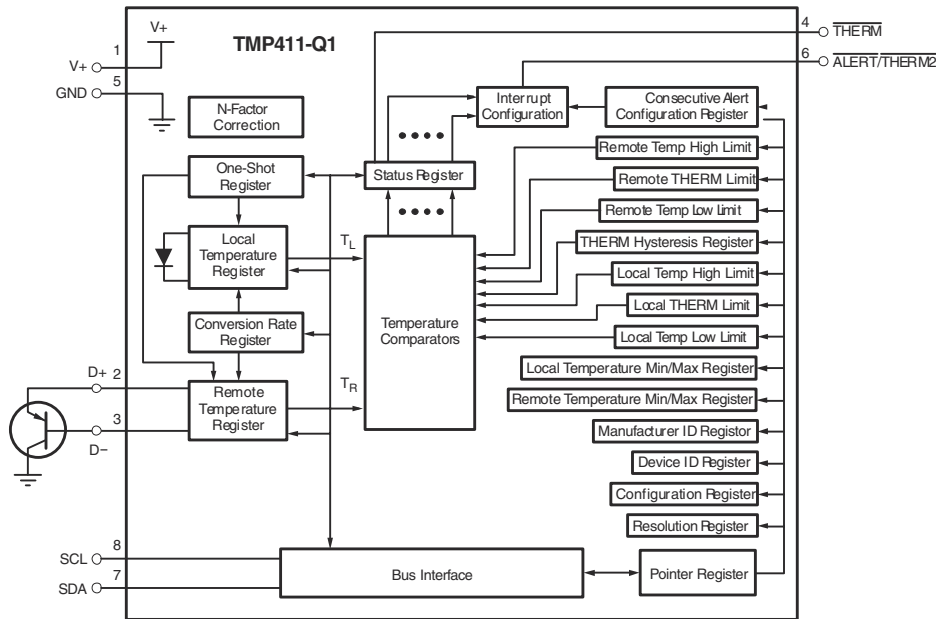 V+
TMP411-Q1
4
THERM
1
V+
6
ALERT/THERM2
5
GND
N-Factor
Correction
Interrupt
Configuration
Consecutive Alert
Configuration Register
Remote Temp High Limit
One-Shot
Register
Status Register
Remote THERM Limit
Remote Temp Low Limit
Local
Temperature
Register
TL
THERM Hysteresis Register
Local Temp High Limit
Local THERM Limit
Conversion Rate
Register
Temperature
Comparators
Local Temp Low Limit
Local Temperature Min/Max Register
D+
2
Remote
Temperature
Register
TR
Remote Temperature Min/Max Register
3
D−
Manufacturer ID Registor
Device ID Register
Configuration Register
Resolution Register
SCL
8
Bus Interface
Pointer Register
SDA
7